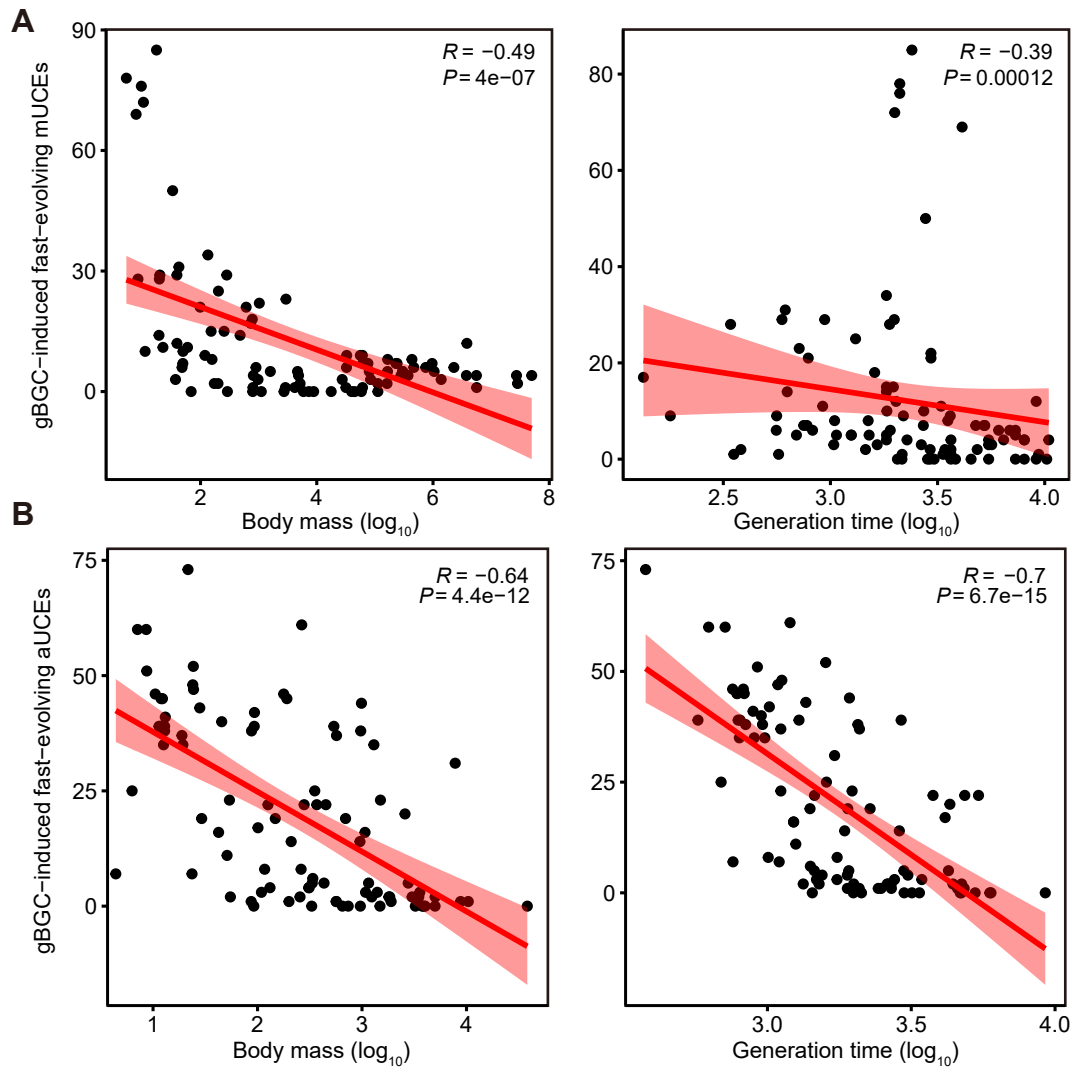 A
gBGC−induced fast−evolving mUCEs
90
60
30
0
R = −0.49
P = 4e−07
2
4
6
8
Body mass (log10)
80
60
40
20
0
R = −0.39
P = 0.00012
2.5
3.0
3.5
4.0
Generation time (log10)
B
gBGC−induced fast−evolving aUCEs
75
50
25
0
R = −0.64
P = 4.4e−12
1
2
3
4
Body mass (log10)
75
50
25
0
R = −0.7
P = 6.7e−15
3.0
3.5
4.0
Generation time (log10)